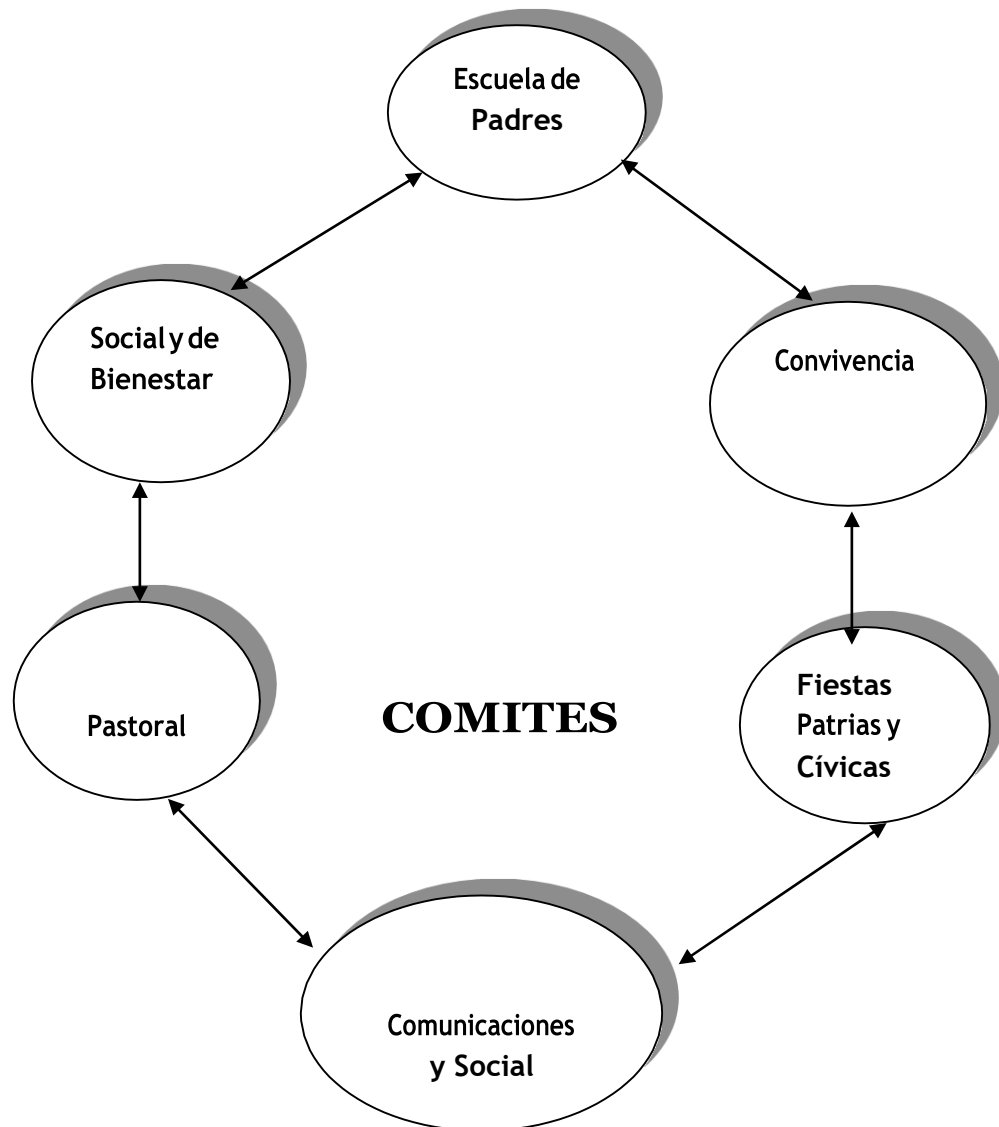 Escuela de
Padres
Social y de
Bienestar
Convivencia
Pastoral
COMITES
Fiestas
Patrias y
Cívicas
Comunicaciones
y Social